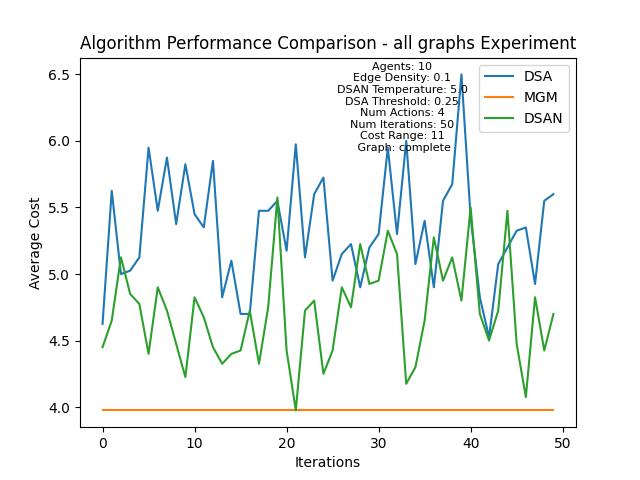 Algorithm Performance Comparison - all graphs Experiment
Agents: 10
Edge Density: 0.1
DSAN Temperature: 5.0
DSA Threshold: 0.25
Num Actions: 4
Num Iterations: 50
Cost Range: 11
Graph: complete
DSA
MGM
DSAN
Average Cost
6.5
6.0
5.5
5.0
4.5
4.0
0
10
20
30
40
50
Iterations